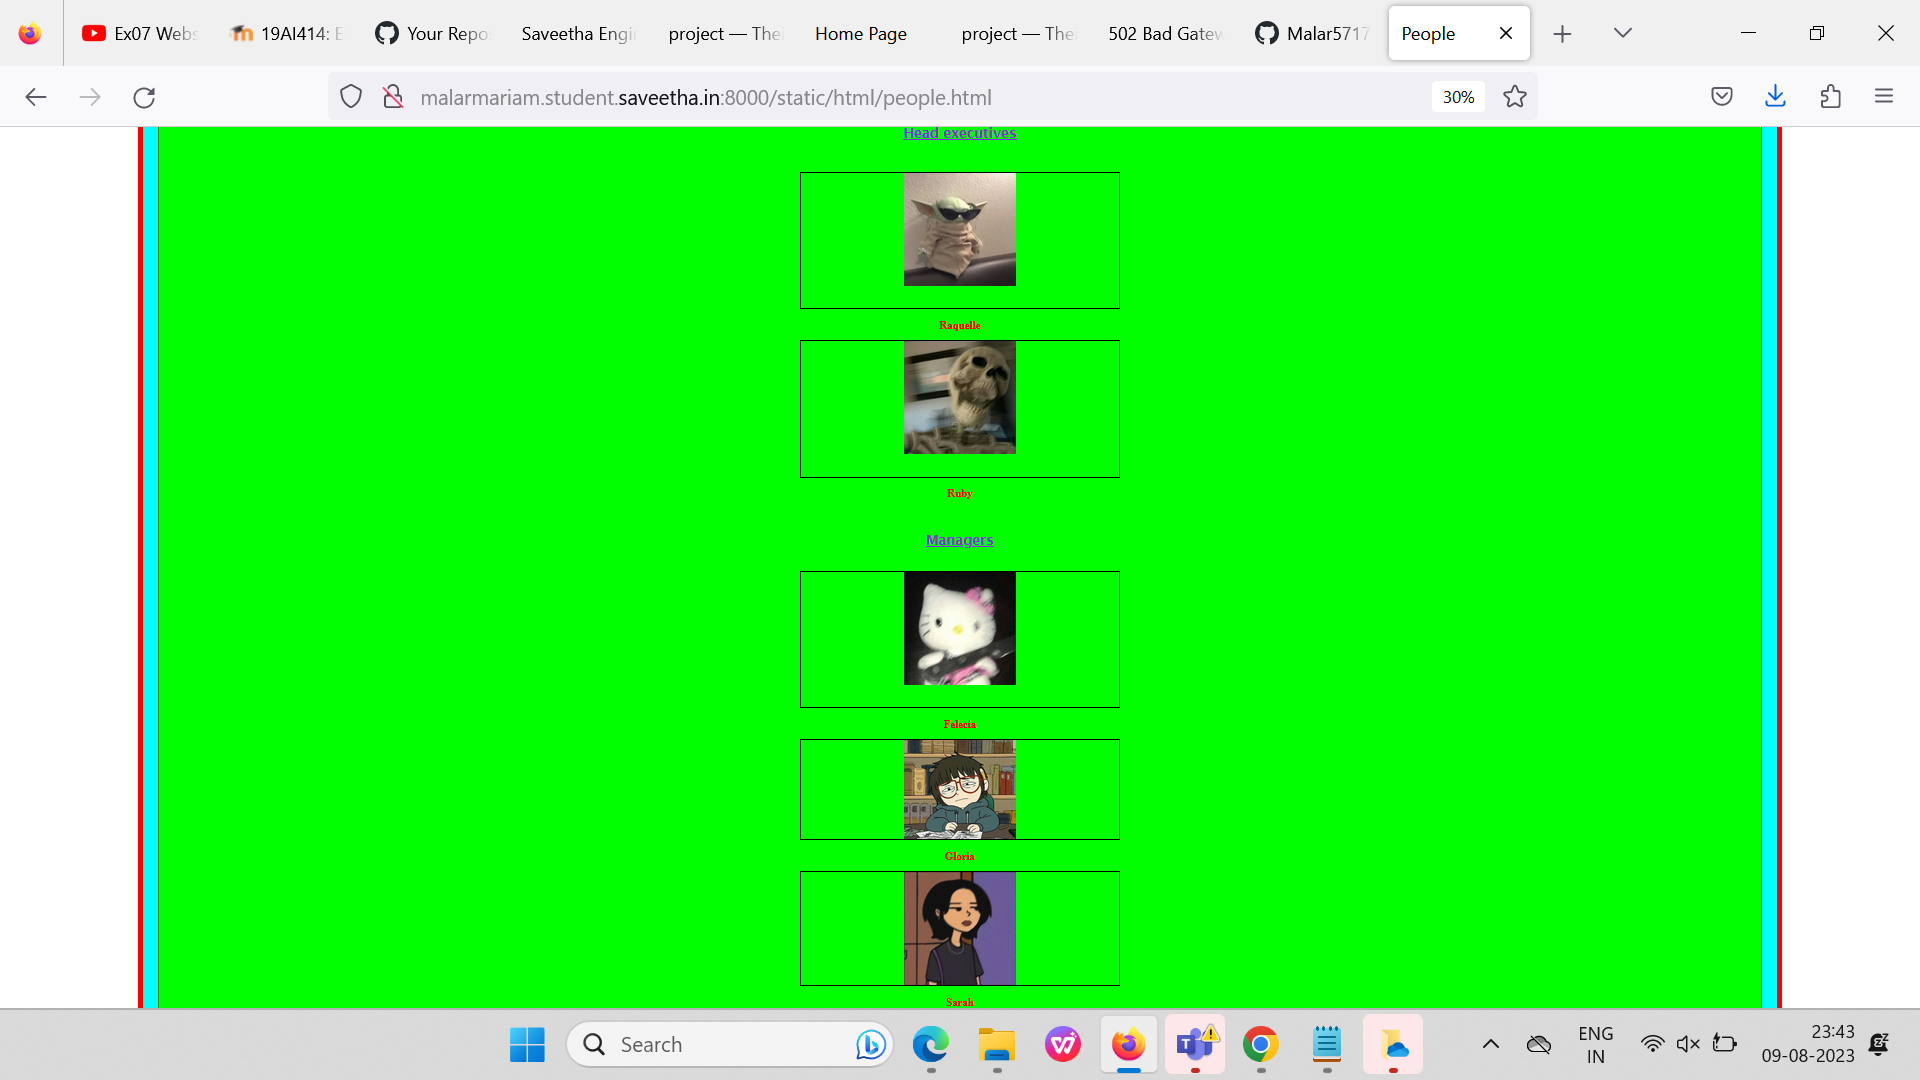 Ex07 Webs
19AI414: E
Your Repo
Saveetha Engi
project — The
Home Page
project — The
502 Bad Gatew
Malar5717
People
malarmariam.student.saveetha.in:8000/static/html/people.html
30%
Head executives
Raquelle
Ruby
Managers
Felecia
Gloria
Sarah
Search
ENG
IN
23:43
09-08-2023